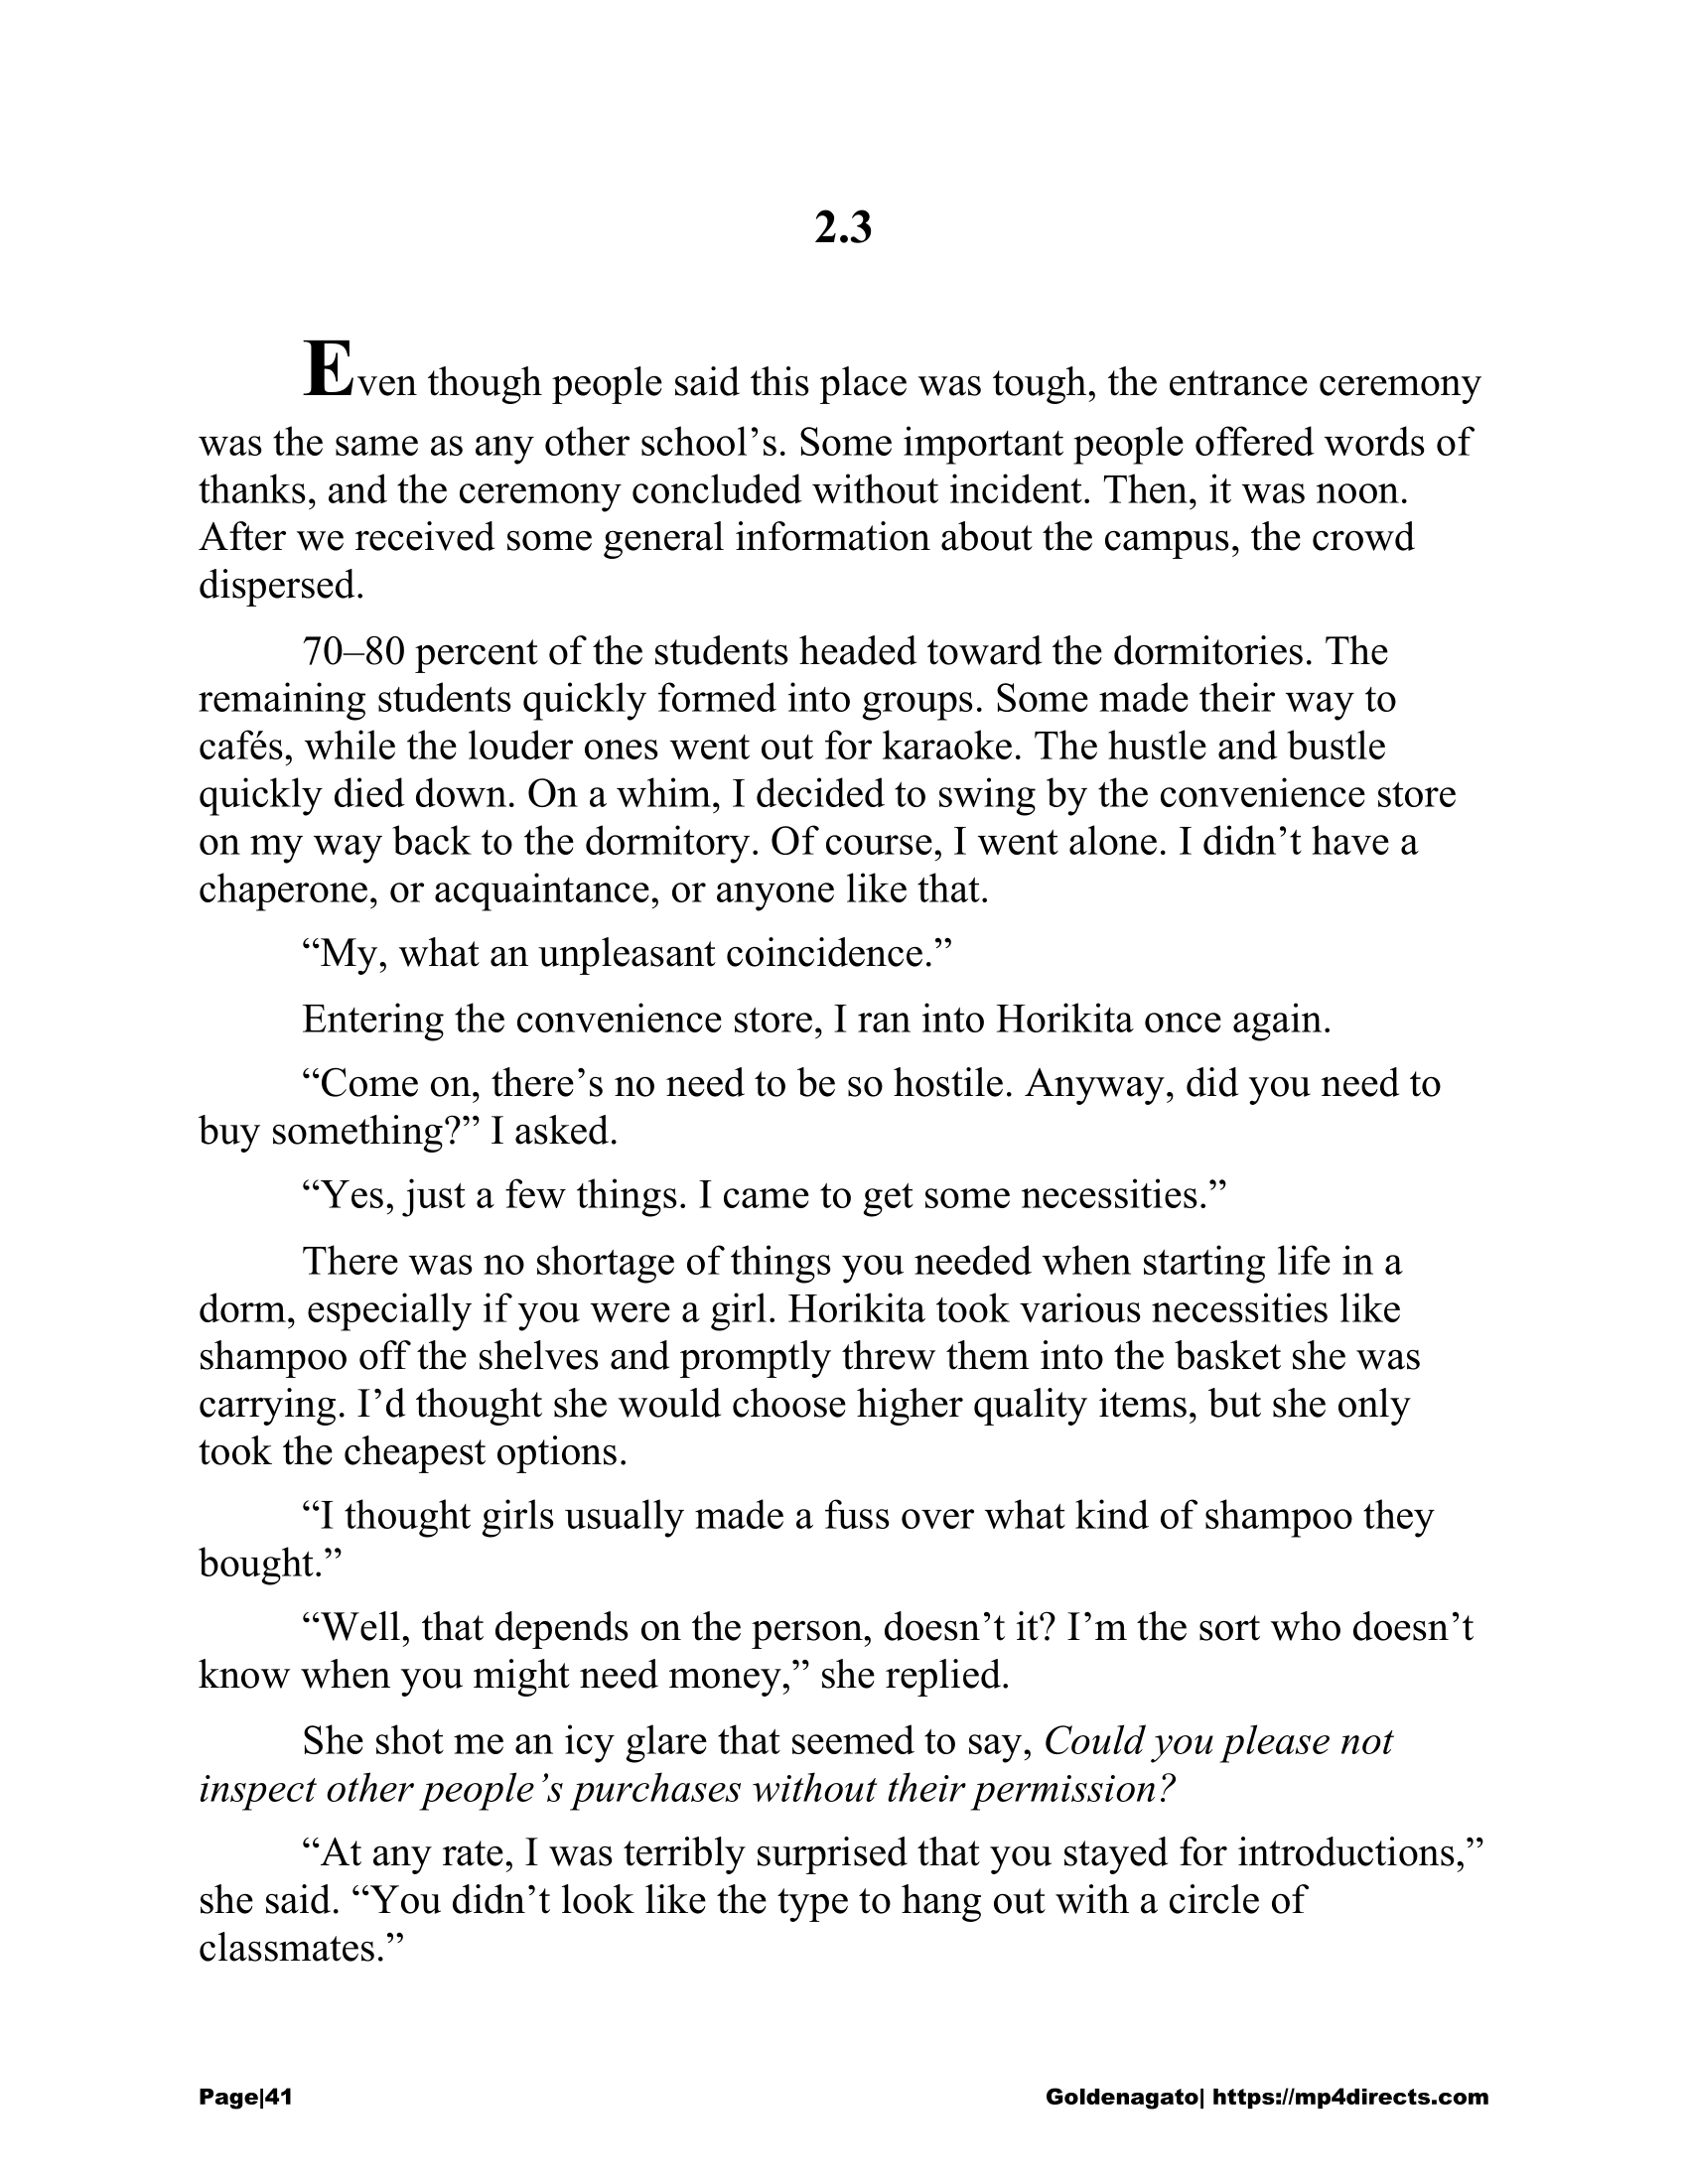 2.3
Even though people said this place was tough, the entrance ceremony
was the same as any other school’s. Some important people offered words of
thanks, and the ceremony concluded without incident. Then, it was noon.
After we received some general information about the campus, the crowd
dispersed.
70–80 percent of the students headed toward the dormitories. The
remaining students quickly formed into groups. Some made their way to
cafés, while the louder ones went out for karaoke. The hustle and bustle
quickly died down. On a whim, I decided to swing by the convenience store
on my way back to the dormitory. Of course, I went alone. I didn’t have a
chaperone, or acquaintance, or anyone like that.
“My, what an unpleasant coincidence.”
Entering the convenience store, I ran into Horikita once again.
“Come on, there’s no need to be so hostile. Anyway, did you need to
buy something?” I asked.
“Yes, just a few things. I came to get some necessities.”
There was no shortage of things you needed when starting life in a
dorm, especially if you were a girl. Horikita took various necessities like
shampoo off the shelves and promptly threw them into the basket she was
carrying. I’d thought she would choose higher quality items, but she only
took the cheapest options.
“I thought girls usually made a fuss over what kind of shampoo they
bought.”
“Well, that depends on the person, doesn’t it? I’m the sort who doesn’t
know when you might need money,” she replied.
She shot me an icy glare that seemed to say, Could you please not
inspect other people’s purchases without their permission?
“At any rate, I was terribly surprised that you stayed for introductions,”
she said. “You didn’t look like the type to hang out with a circle of
classmates.”
Page|41 Goldenagato| https://mp4directs.com